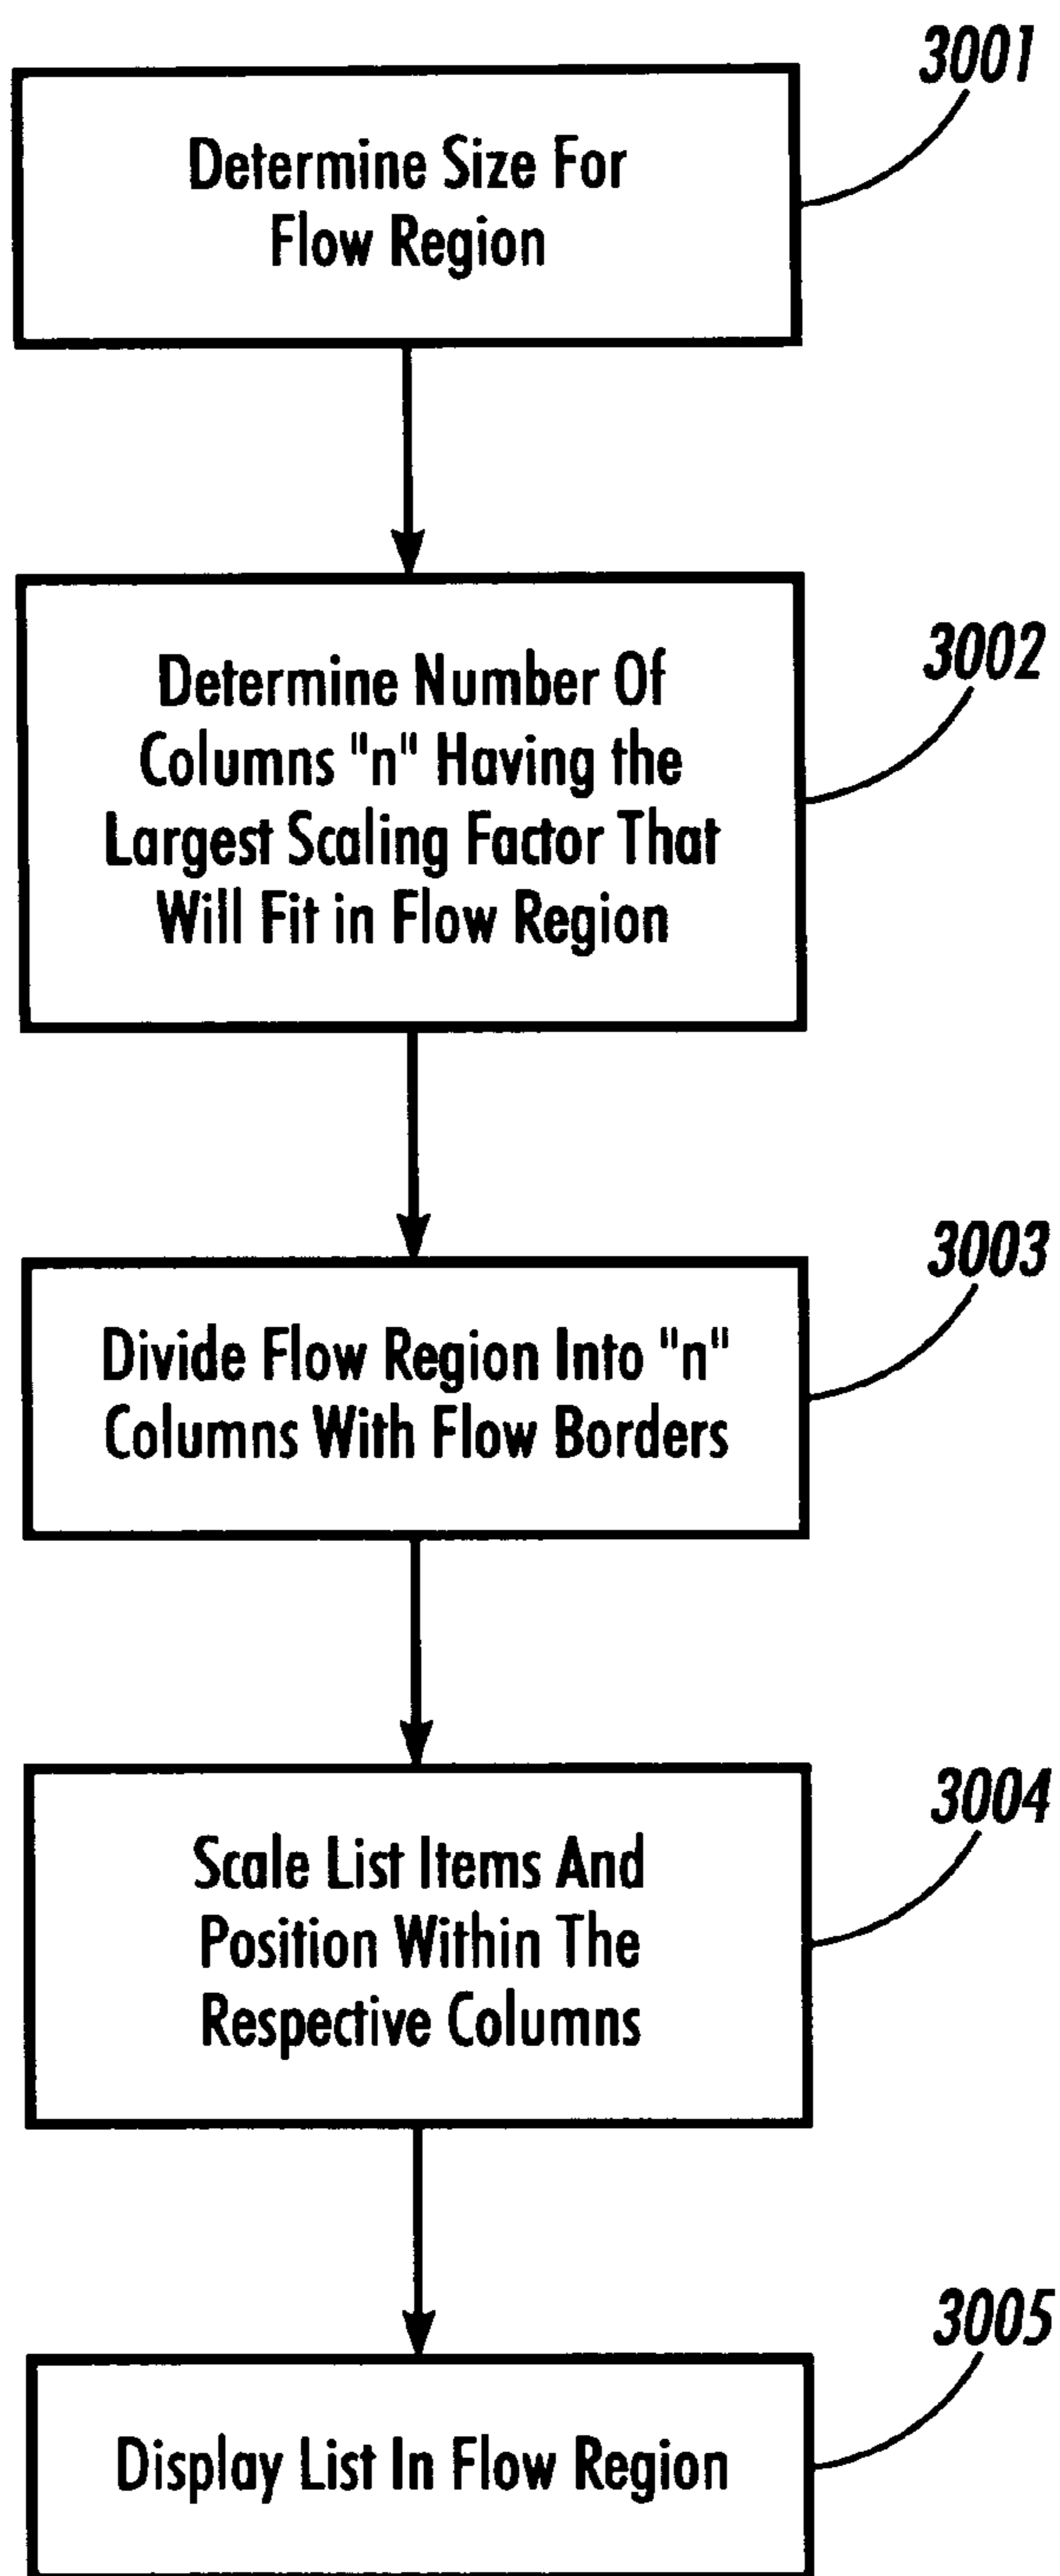 3001
Determine Size For
Flow Region
3002
Determine Number Of
Columns "n" Having the
Largest Scaling Factor That
Will Fit in Flow Region
3003
Divide Flow Region Into "n"
Columns With Flow Borders
3004
Scale List Items And
Position Within The
Respective Columns
3005
Display List In Flow Region